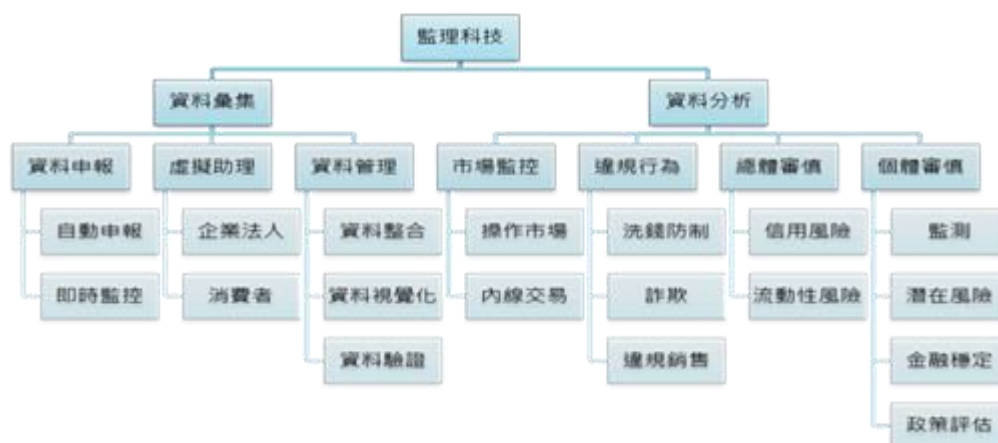 監理科技
資料彙集
資料分析
資料申報
虛擬助理
資料管理
市場監控
違規行為
總體審慎
個體審慎
自動申報
企業法人
資料整合
操作市場
洗錢防制
信用風險
監測
即時監控
消費者
資料視覺化
內線交易
詐欺
流動性風險
潛在風險
資料驗證
違規銷售
金融穩定
政策評估